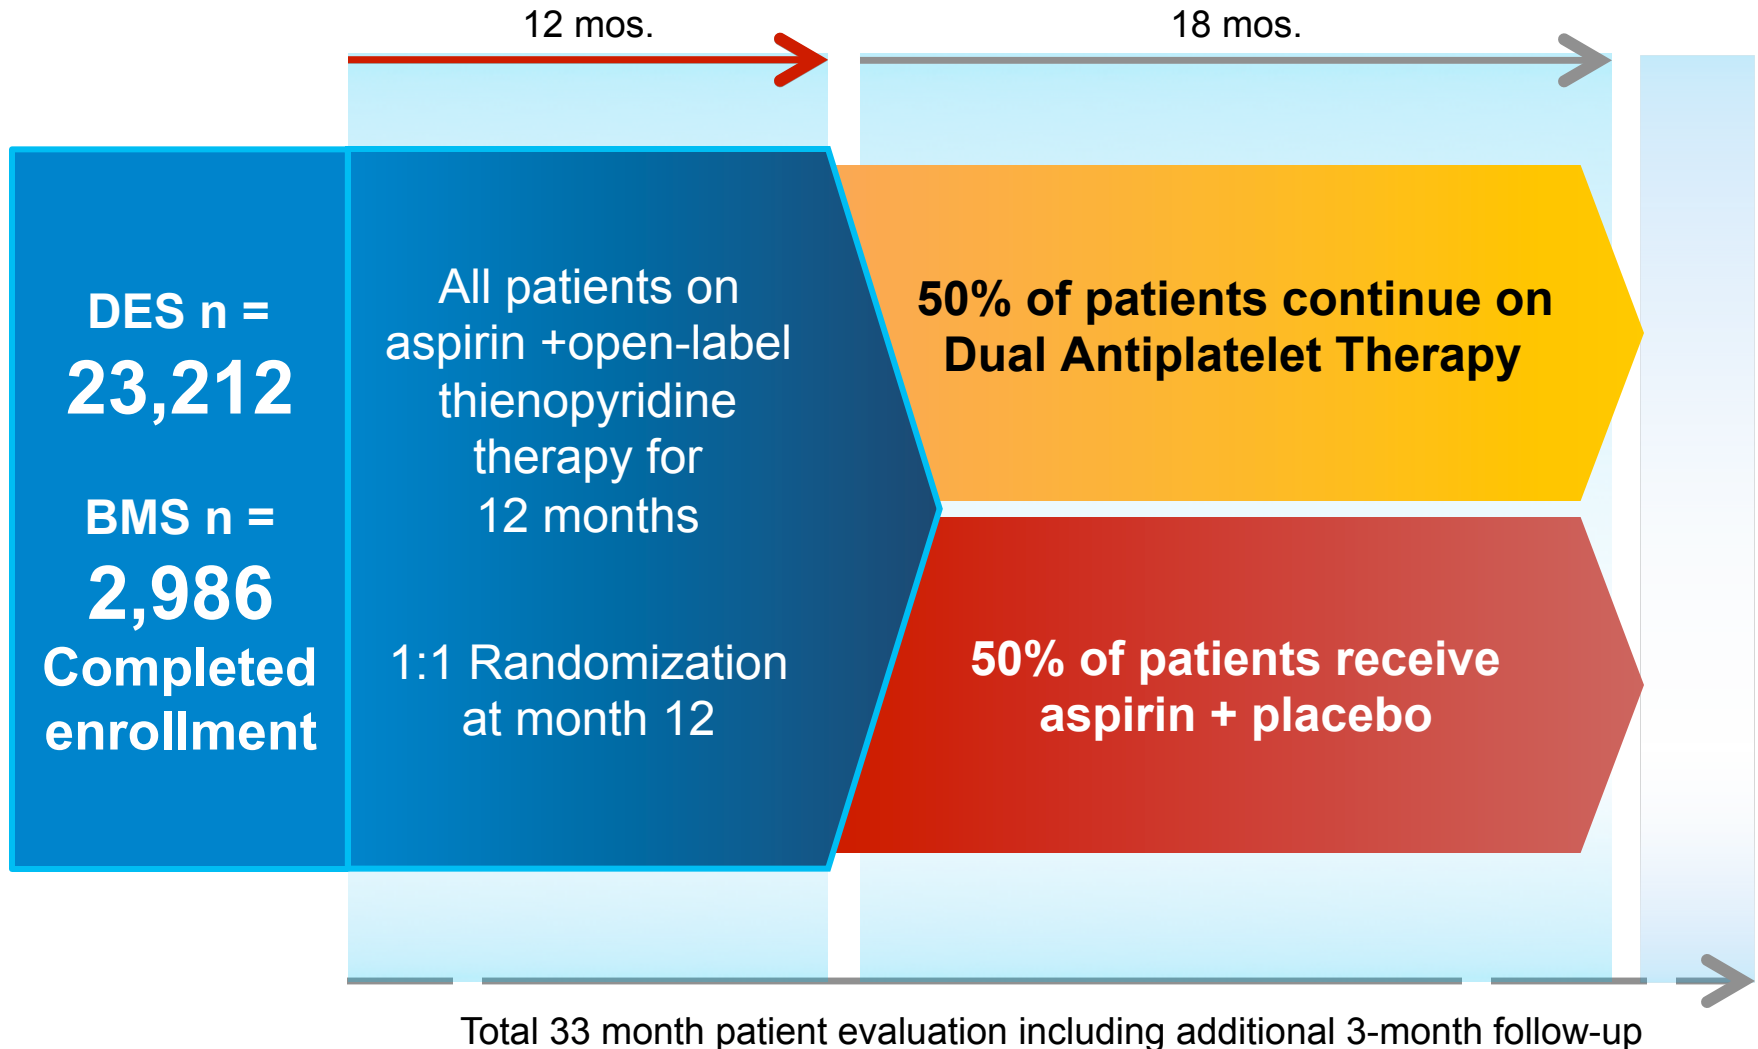 12 mos.
18 mos.
DES n =
23,212
BMS n =
2,986
Completed
enrollment
All patients on
aspirin +open-label
thienopyridine
therapy for
12 months
1:1 Randomization
at month 12
50% of patients continue on
Dual Antiplatelet Therapy
50% of patients receive
aspirin + placebo
Total 33 month patient evaluation including additional 3-month follow-up